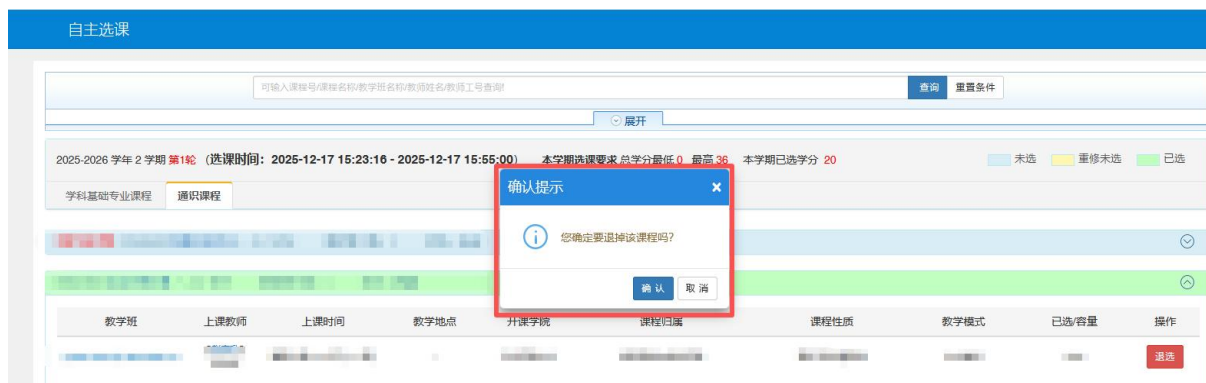 自主选课
可输入课程号/课程名称/教学班名称/教师姓名/教师工号查询!
查询 重置条件
展开
2025-2026 学年 2 学期 第1轮 （选课时间：2025-12-17 15:23:16 - 2025-12-17 15:55:00） 本学期选课要求 总学分最低 0 最高 36 本学期已选学分 20 未选 重修未选 已选
学科基础专业课程 通识课程
确认提示 ×
您确定要退掉该课程吗?
确 认 取 消
教学班 上课教师 上课时间 教学地点 开课学院 课程归属 课程性质 教学模式 已选/容量 操作
退选